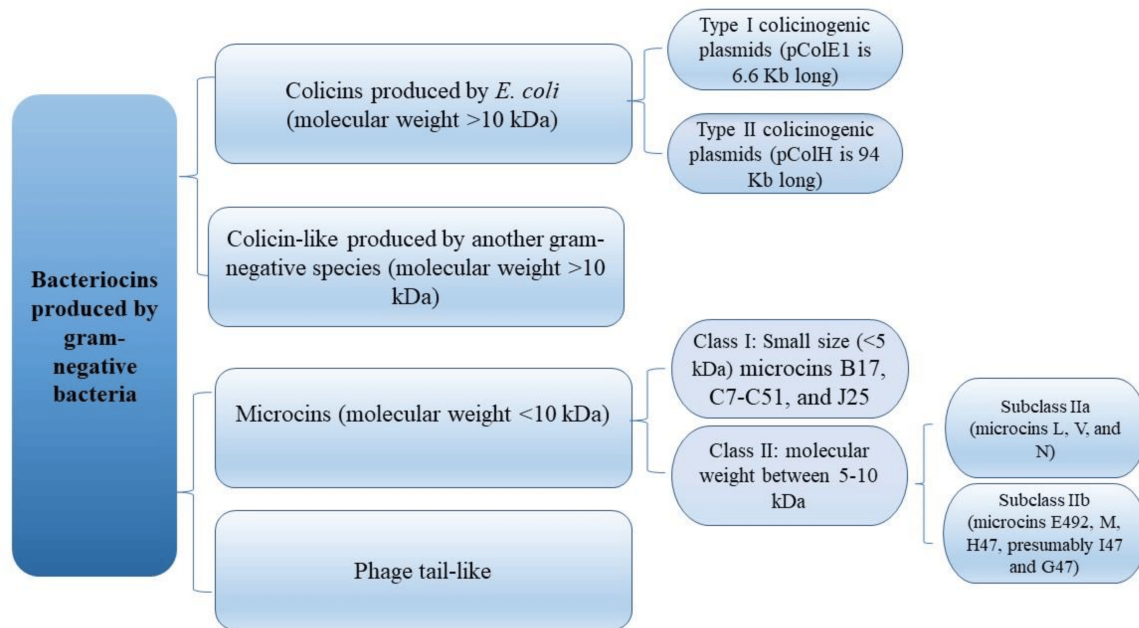 Bacteriocins
produced by
gram-
negative
bacteria
Colicins produced by E. coli
(molecular weight >10 kDa)
Type I colicinogenic
plasmids (pColE1 is
6.6 Kb long)
Type II colicinogenic
plasmids (pColH is 94
Kb long)
Colicin-like produced by another gram-
negative species (molecular weight >10
kDa)
Microcins (molecular weight <10 kDa)
Class I: Small size (<5
kDa) microcins B17,
C7-C51, and J25
Class II: molecular
weight between 5-10
kDa
Subclass IIa
(microcins L, V, and
N)
Subclass IIb
(microcins E492, M,
H47, presumably I47
and G47)
Phage tail-like